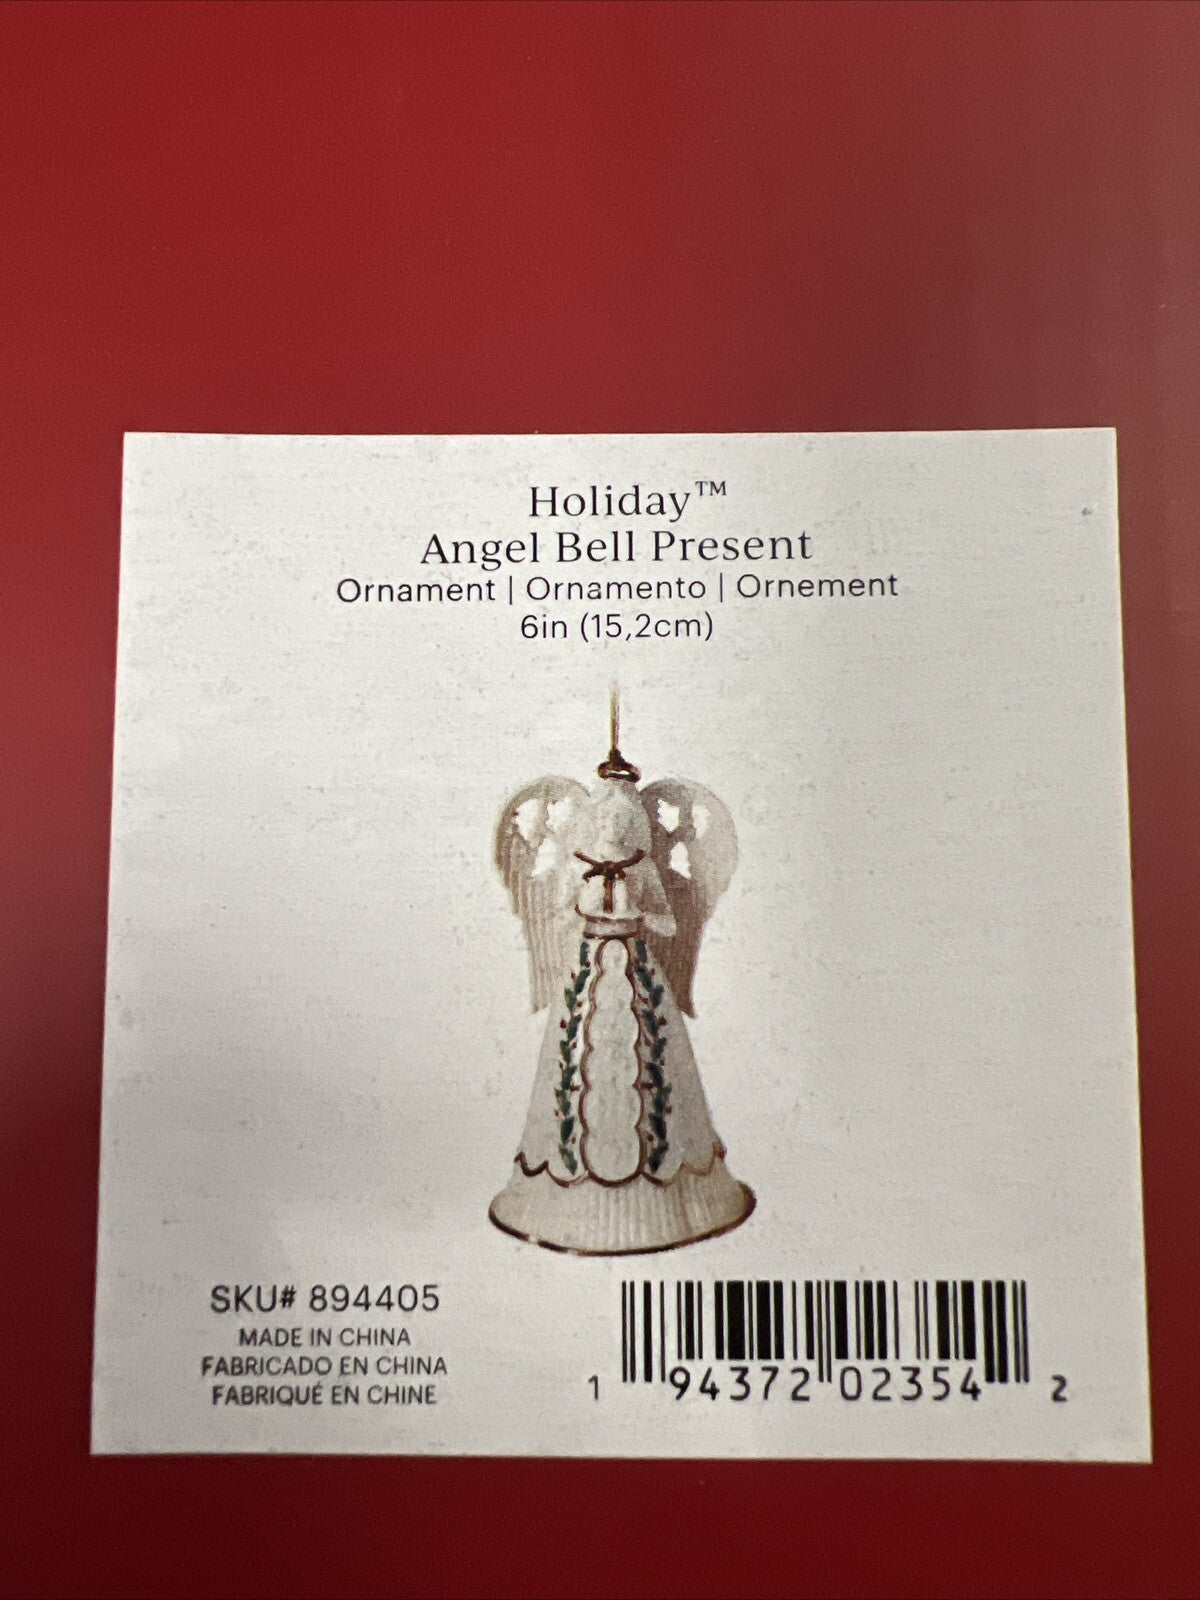 Holiday™
Angel Bell Present
Ornament | Ornamento | Ornement
6in (15,2cm)
SKU# 894405
MADE IN CHINA
FABRICADO EN CHINA
FABRIQUÉ EN CHINE
1 94372 02354 2